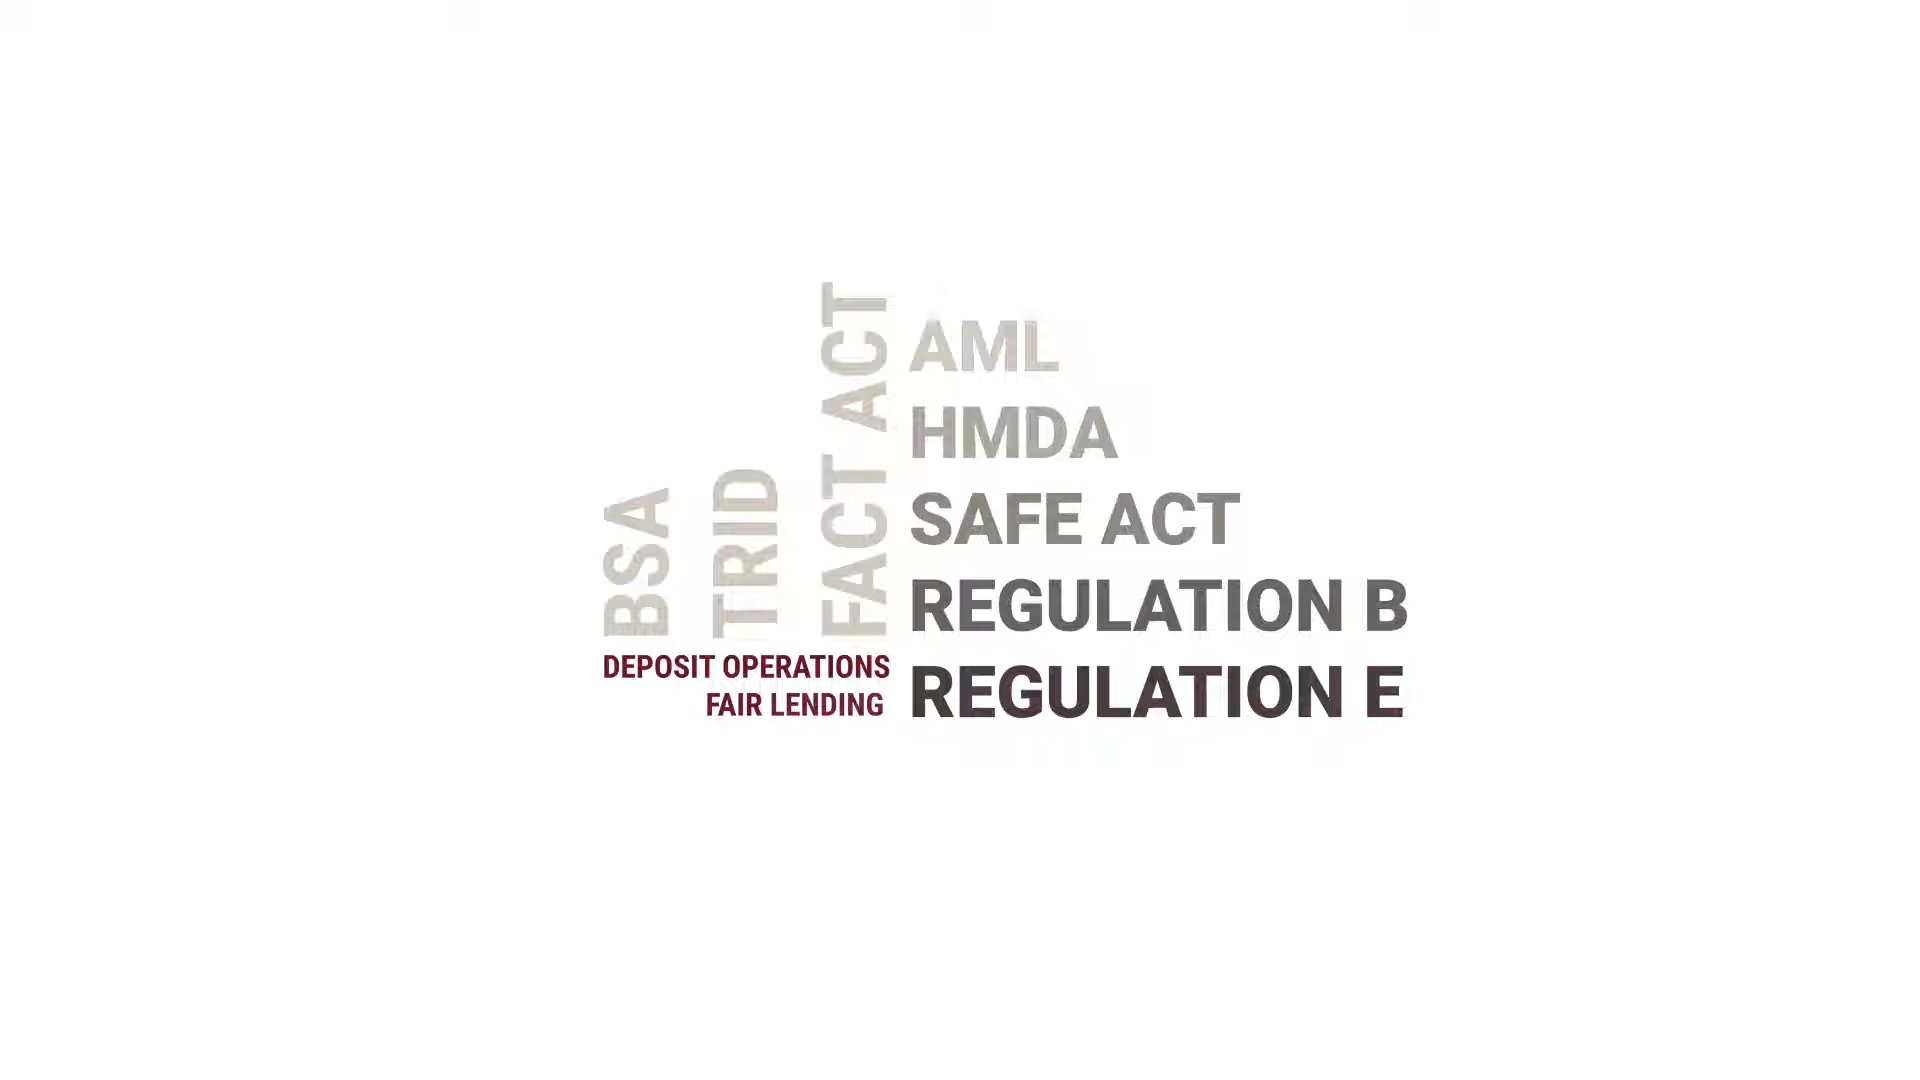 BSA
TRID
FACT ACT
DEPOSIT OPERATIONS
FAIR LENDING
AML
HMDA
SAFE ACT
REGULATION B
REGULATION E